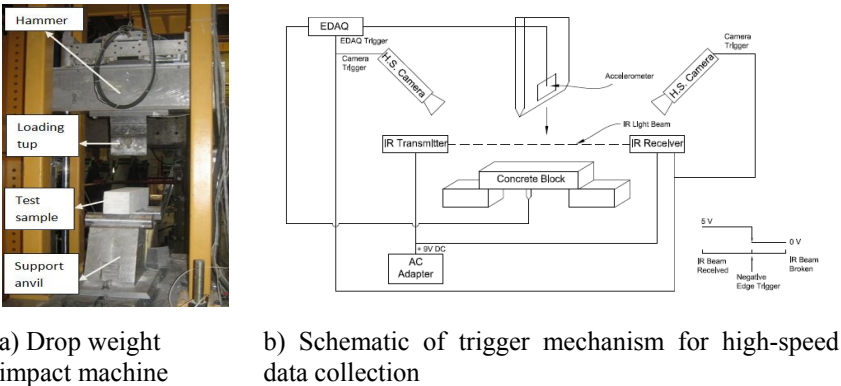 Hammer
Loading
tup
Test
sample
Support
anvil
EDAQ
EDAQ Trigger
Camera
Trigger
H.S. Camera
Accelerometer
Camera
Trigger
H.S. Camera
IR Light Beam
IR Transmitter
IR Receiver
Concrete Block
+ 9V DC
AC
Adapter
5 V
0 V
IR Beam
Received
IR Beam
Broken
Negative
Edge Trigger
a) Drop weight
impact machine
b) Schematic of trigger mechanism for high-speed
data collection